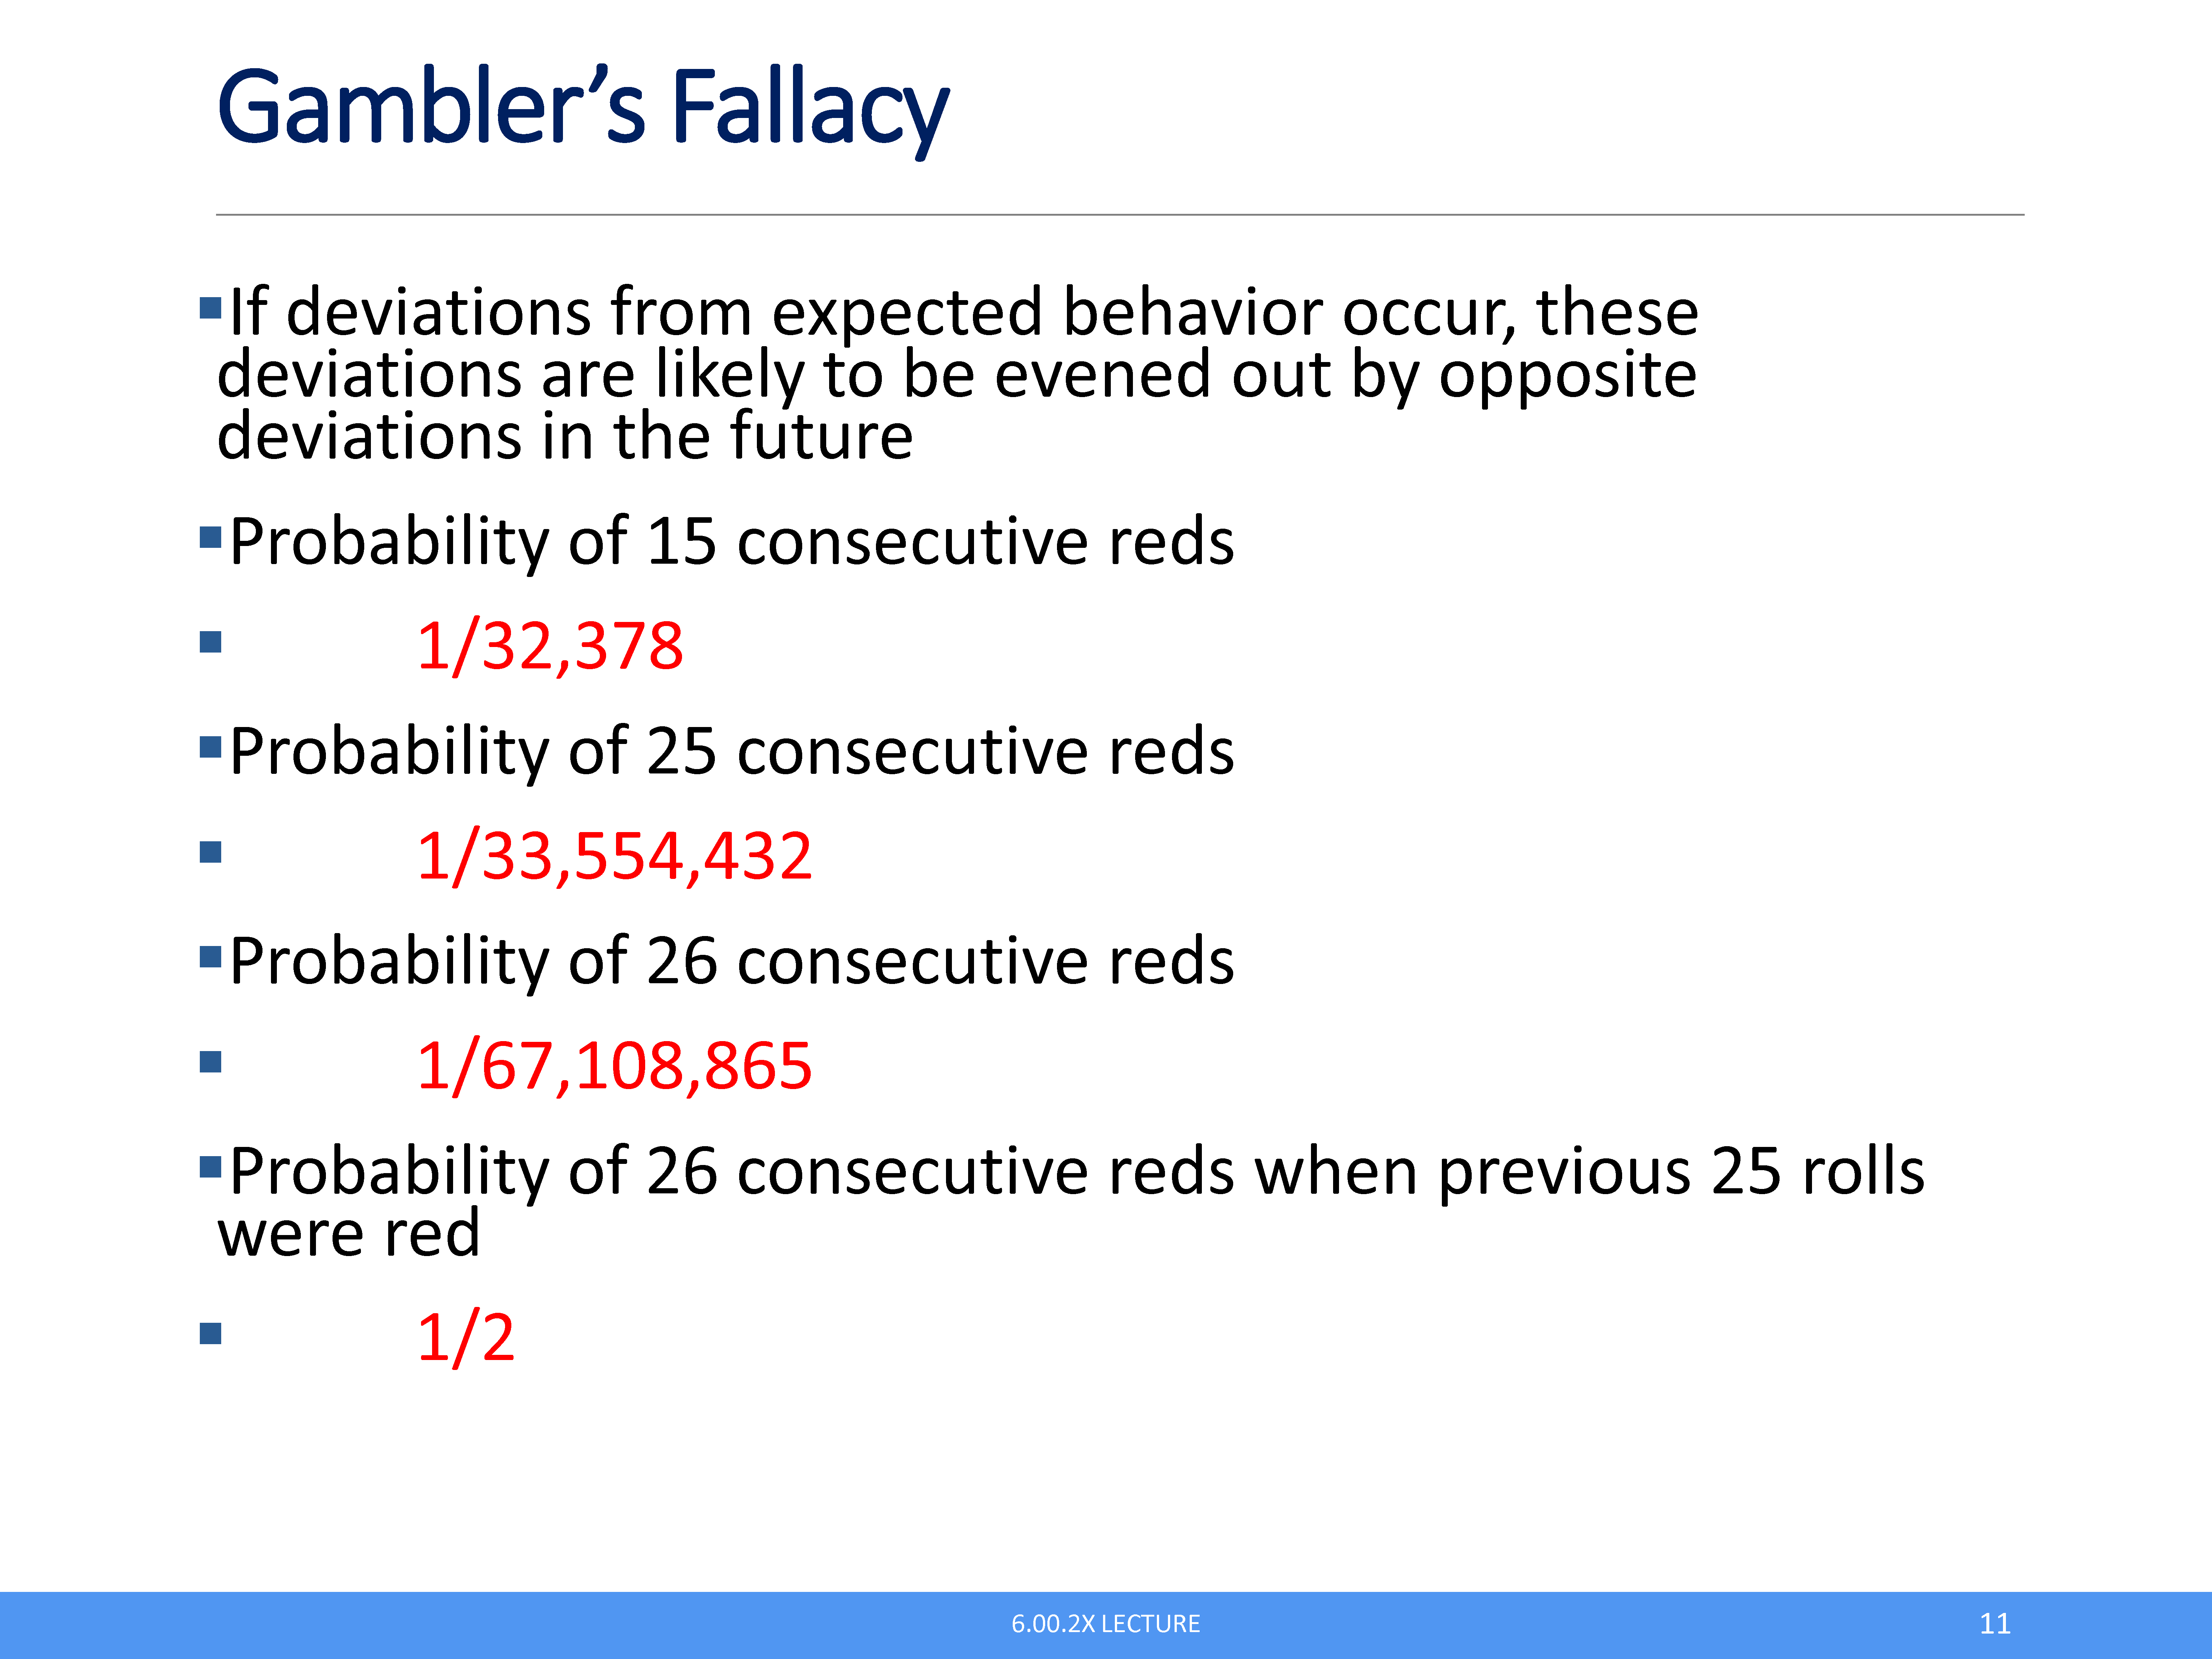 Gambler’s Fallacy
▪If deviations from expected behavior occur, these
deviations are likely to be evened out by opposite
deviations in the future
▪Probability of 15 consecutive reds
▪ 1/32,378
▪Probability of 25 consecutive reds
▪ 1/33,554,432
▪Probability of 26 consecutive reds
▪ 1/67,108,865
▪Probability of 26 consecutive reds when previous 25 rolls
were red
▪ 1/2
6.00.2X LECTURE
11